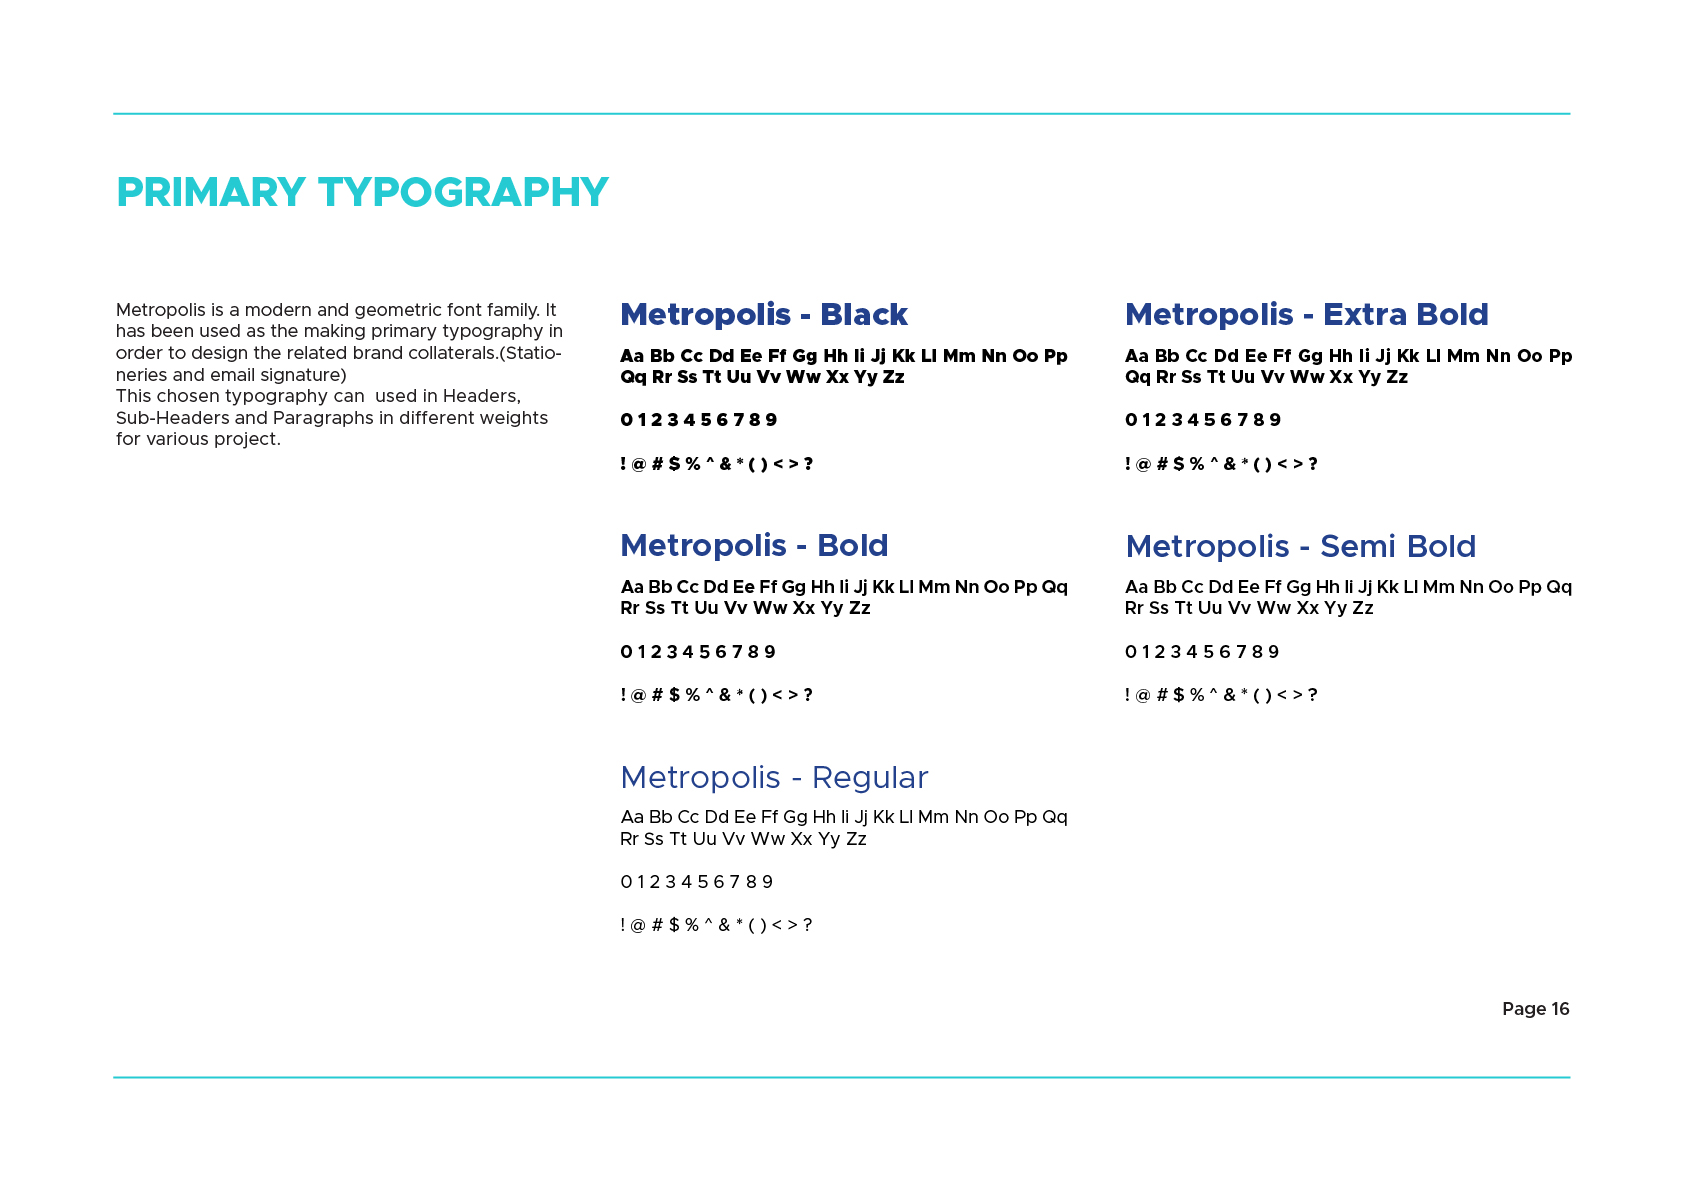 PRIMARY TYPOGRAPHY
Metropolis is a modern and geometric font family. It
has been used as the making primary typography in
order to design the related brand collaterals.(Statio-
neries and email signature)
This chosen typography can  used in Headers,
Sub-Headers and Paragraphs in different weights
for various project.
Metropolis - Black
Aa Bb Cc Dd Ee Ff Gg Hh Ii Jj Kk Ll Mm Nn Oo Pp
Qq Rr Ss Tt Uu Vv Ww Xx Yy Zz
0 1 2 3 4 5 6 7 8 9
! @ # $ % ^ & * ( ) < > ?
Metropolis - Extra Bold
Aa Bb Cc Dd Ee Ff Gg Hh Ii Jj Kk Ll Mm Nn Oo Pp
Qq Rr Ss Tt Uu Vv Ww Xx Yy Zz
0 1 2 3 4 5 6 7 8 9
! @ # $ % ^ & * ( ) < > ?
Metropolis - Bold
Aa Bb Cc Dd Ee Ff Gg Hh Ii Jj Kk Ll Mm Nn Oo Pp Qq
Rr Ss Tt Uu Vv Ww Xx Yy Zz
0 1 2 3 4 5 6 7 8 9
! @ # $ % ^ & * ( ) < > ?
Metropolis - Semi Bold
Aa Bb Cc Dd Ee Ff Gg Hh Ii Jj Kk Ll Mm Nn Oo Pp Qq
Rr Ss Tt Uu Vv Ww Xx Yy Zz
0 1 2 3 4 5 6 7 8 9
! @ # $ % ^ & * ( ) < > ?
Metropolis - Regular
Aa Bb Cc Dd Ee Ff Gg Hh Ii Jj Kk Ll Mm Nn Oo Pp Qq
Rr Ss Tt Uu Vv Ww Xx Yy Zz
0 1 2 3 4 5 6 7 8 9
! @ # $ % ^ & * ( ) < > ?
Page 16